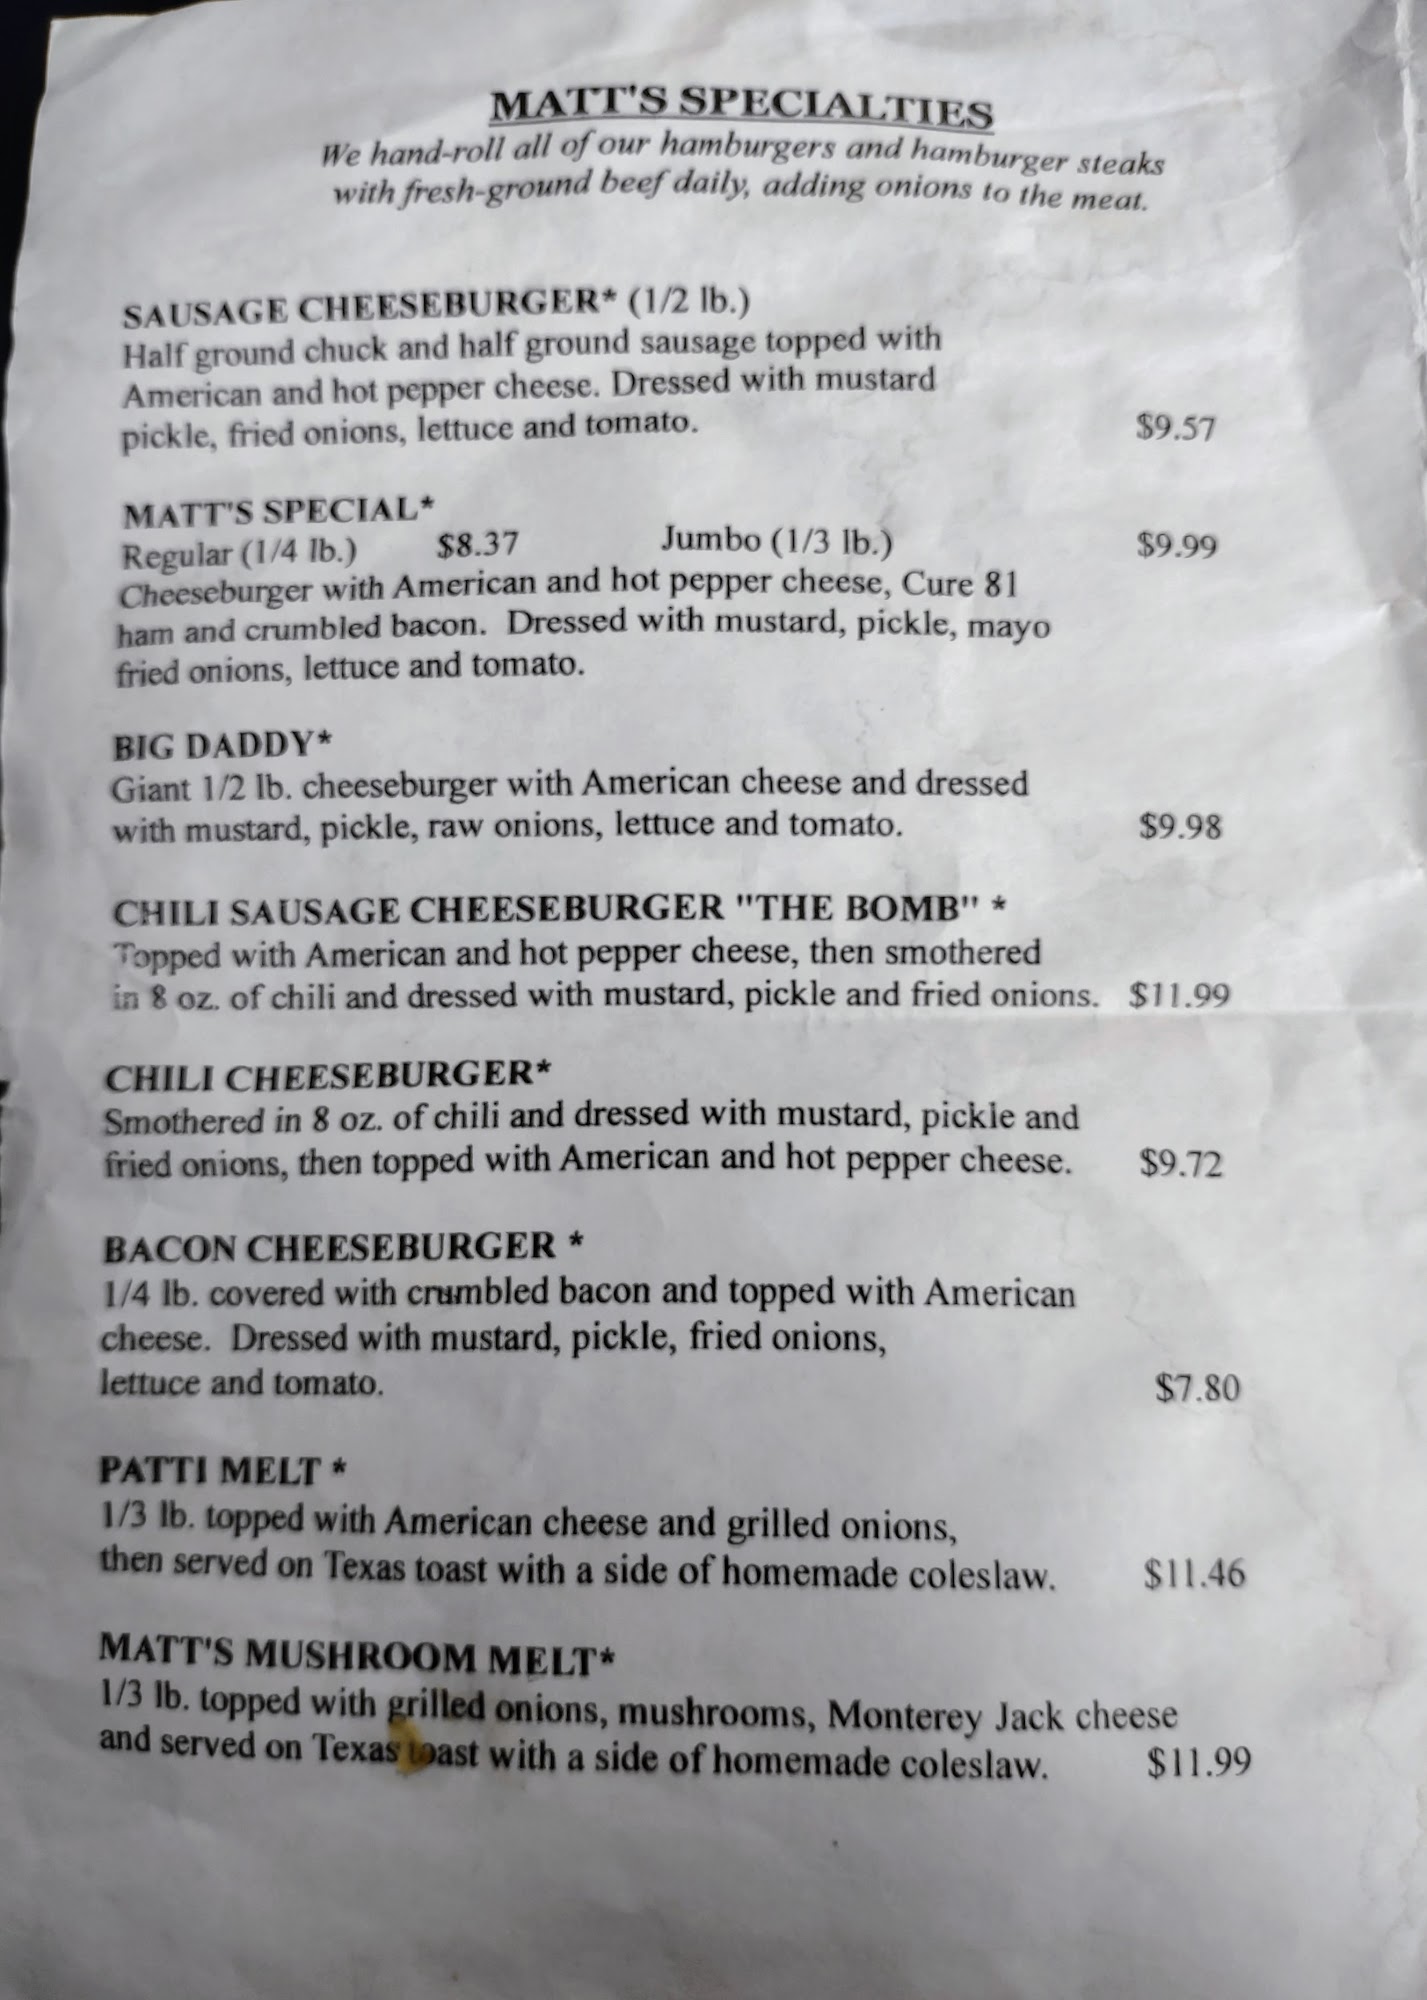 MATT'S SPECIALTIES
We hand-roll all of our hamburgers and hamburger steaks
with fresh-ground beef daily, adding onions to the meat.
SAUSAGE CHEESEBURGER* (1/2 lb.)
Half ground chuck and half ground sausage topped with
American and hot pepper cheese. Dressed with mustard
pickle, fried onions, lettuce and tomato. $9.57
MATT'S SPECIAL*
Regular (1/4 lb.) $8.37 Jumbo (1/3 lb.) $9.99
Cheeseburger with American and hot pepper cheese, Cure 81
ham and crumbled bacon. Dressed with mustard, pickle, mayo
fried onions, lettuce and tomato.
BIG DADDY*
Giant 1/2 lb. cheeseburger with American cheese and dressed
with mustard, pickle, raw onions, lettuce and tomato. $9.98
CHILI SAUSAGE CHEESEBURGER "THE BOMB" *
Topped with American and hot pepper cheese, then smothered
in 8 oz. of chili and dressed with mustard, pickle and fried onions. $11.99
CHILI CHEESEBURGER*
Smothered in 8 oz. of chili and dressed with mustard, pickle and
fried onions, then topped with American and hot pepper cheese. $9.72
BACON CHEESEBURGER *
1/4 lb. covered with crumbled bacon and topped with American
cheese. Dressed with mustard, pickle, fried onions,
lettuce and tomato. $7.80
PATTI MELT *
1/3 lb. topped with American cheese and grilled onions,
then served on Texas toast with a side of homemade coleslaw. $11.46
MATT'S MUSHROOM MELT*
1/3 lb. topped with grilled onions, mushrooms, Monterey Jack cheese
and served on Texas toast with a side of homemade coleslaw. $11.99